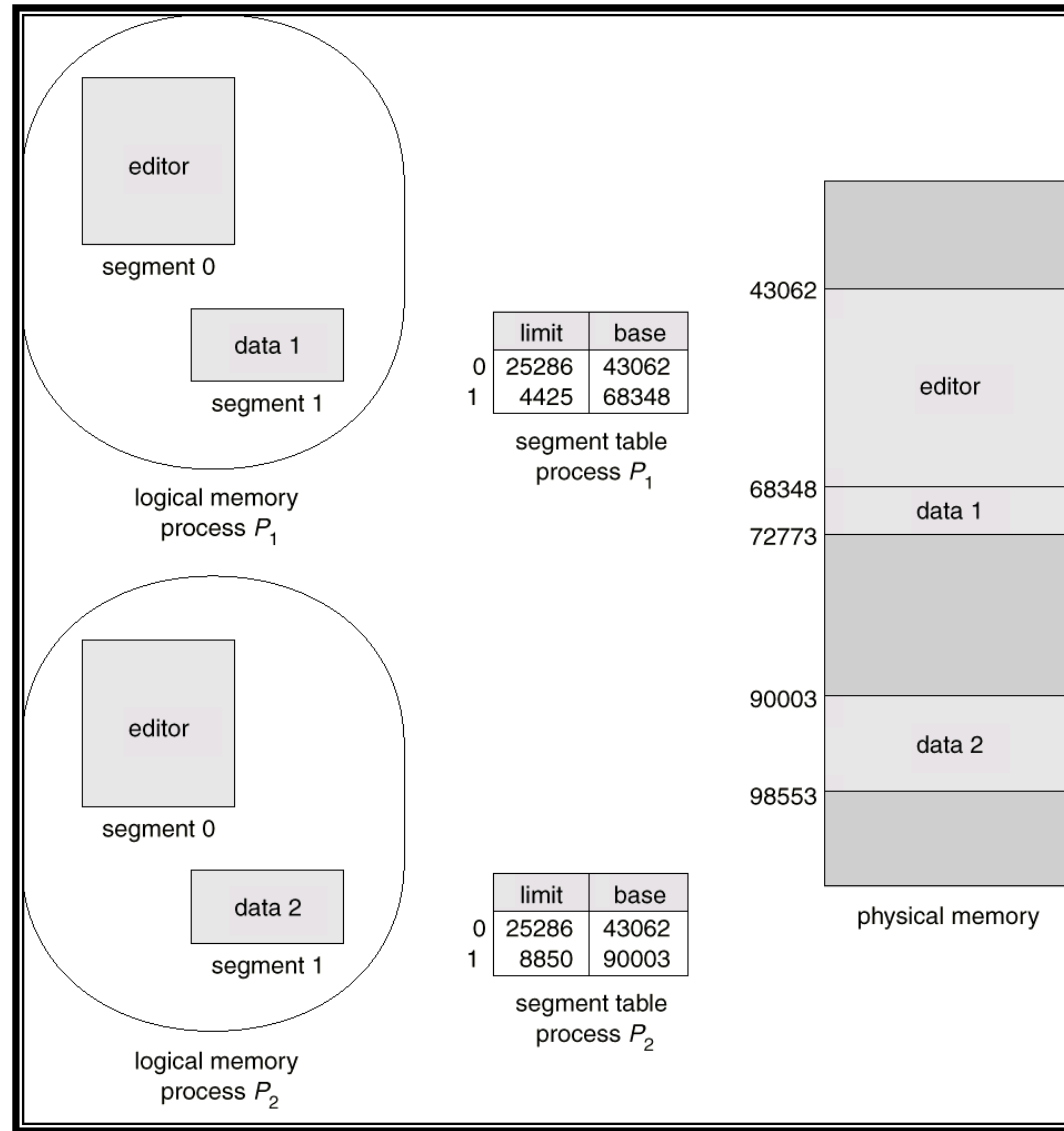 editor
segment 0
data 1
segment 1
logical memory
process P1
limit base
0 25286 43062
1 4425 68348
segment table
process P1
editor
segment 0
data 2
segment 1
logical memory
process P2
limit base
0 25286 43062
1 8850 90003
segment table
process P2
43062
editor
68348
data 1
72773
90003
data 2
98553
physical memory